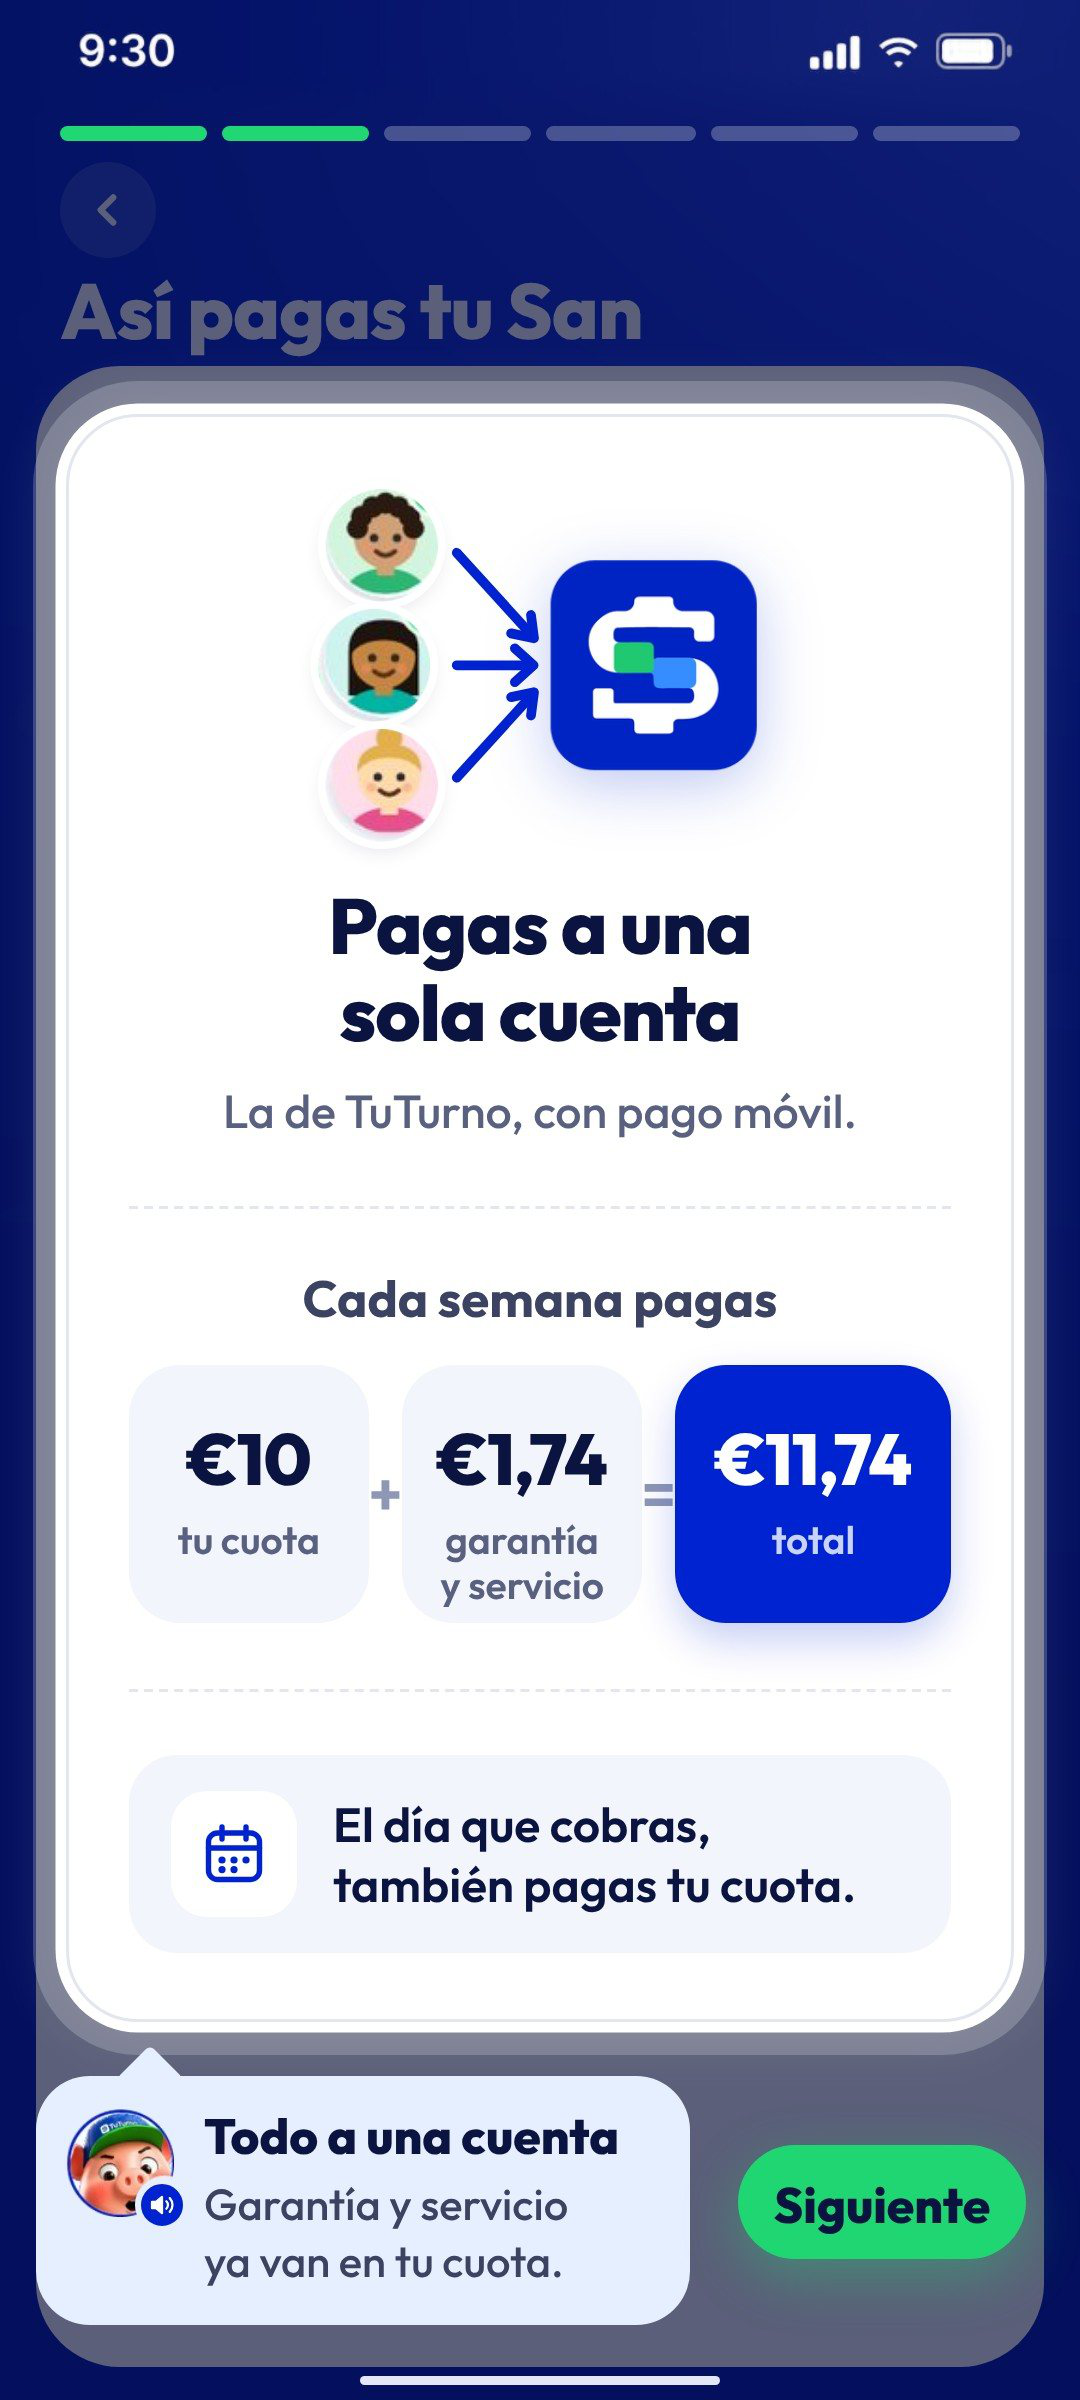 9:30
Así pagas tu San
Pagas a una
sola cuenta
La de TuTurno, con pago móvil.
Cada semana pagas
€10 + €1,74 = €11,74
tu cuota garantía total
y servicio
El día que cobras,
también pagas tu cuota.
Todo a una cuenta
Garantía y servicio
ya van en tu cuota.
Siguiente